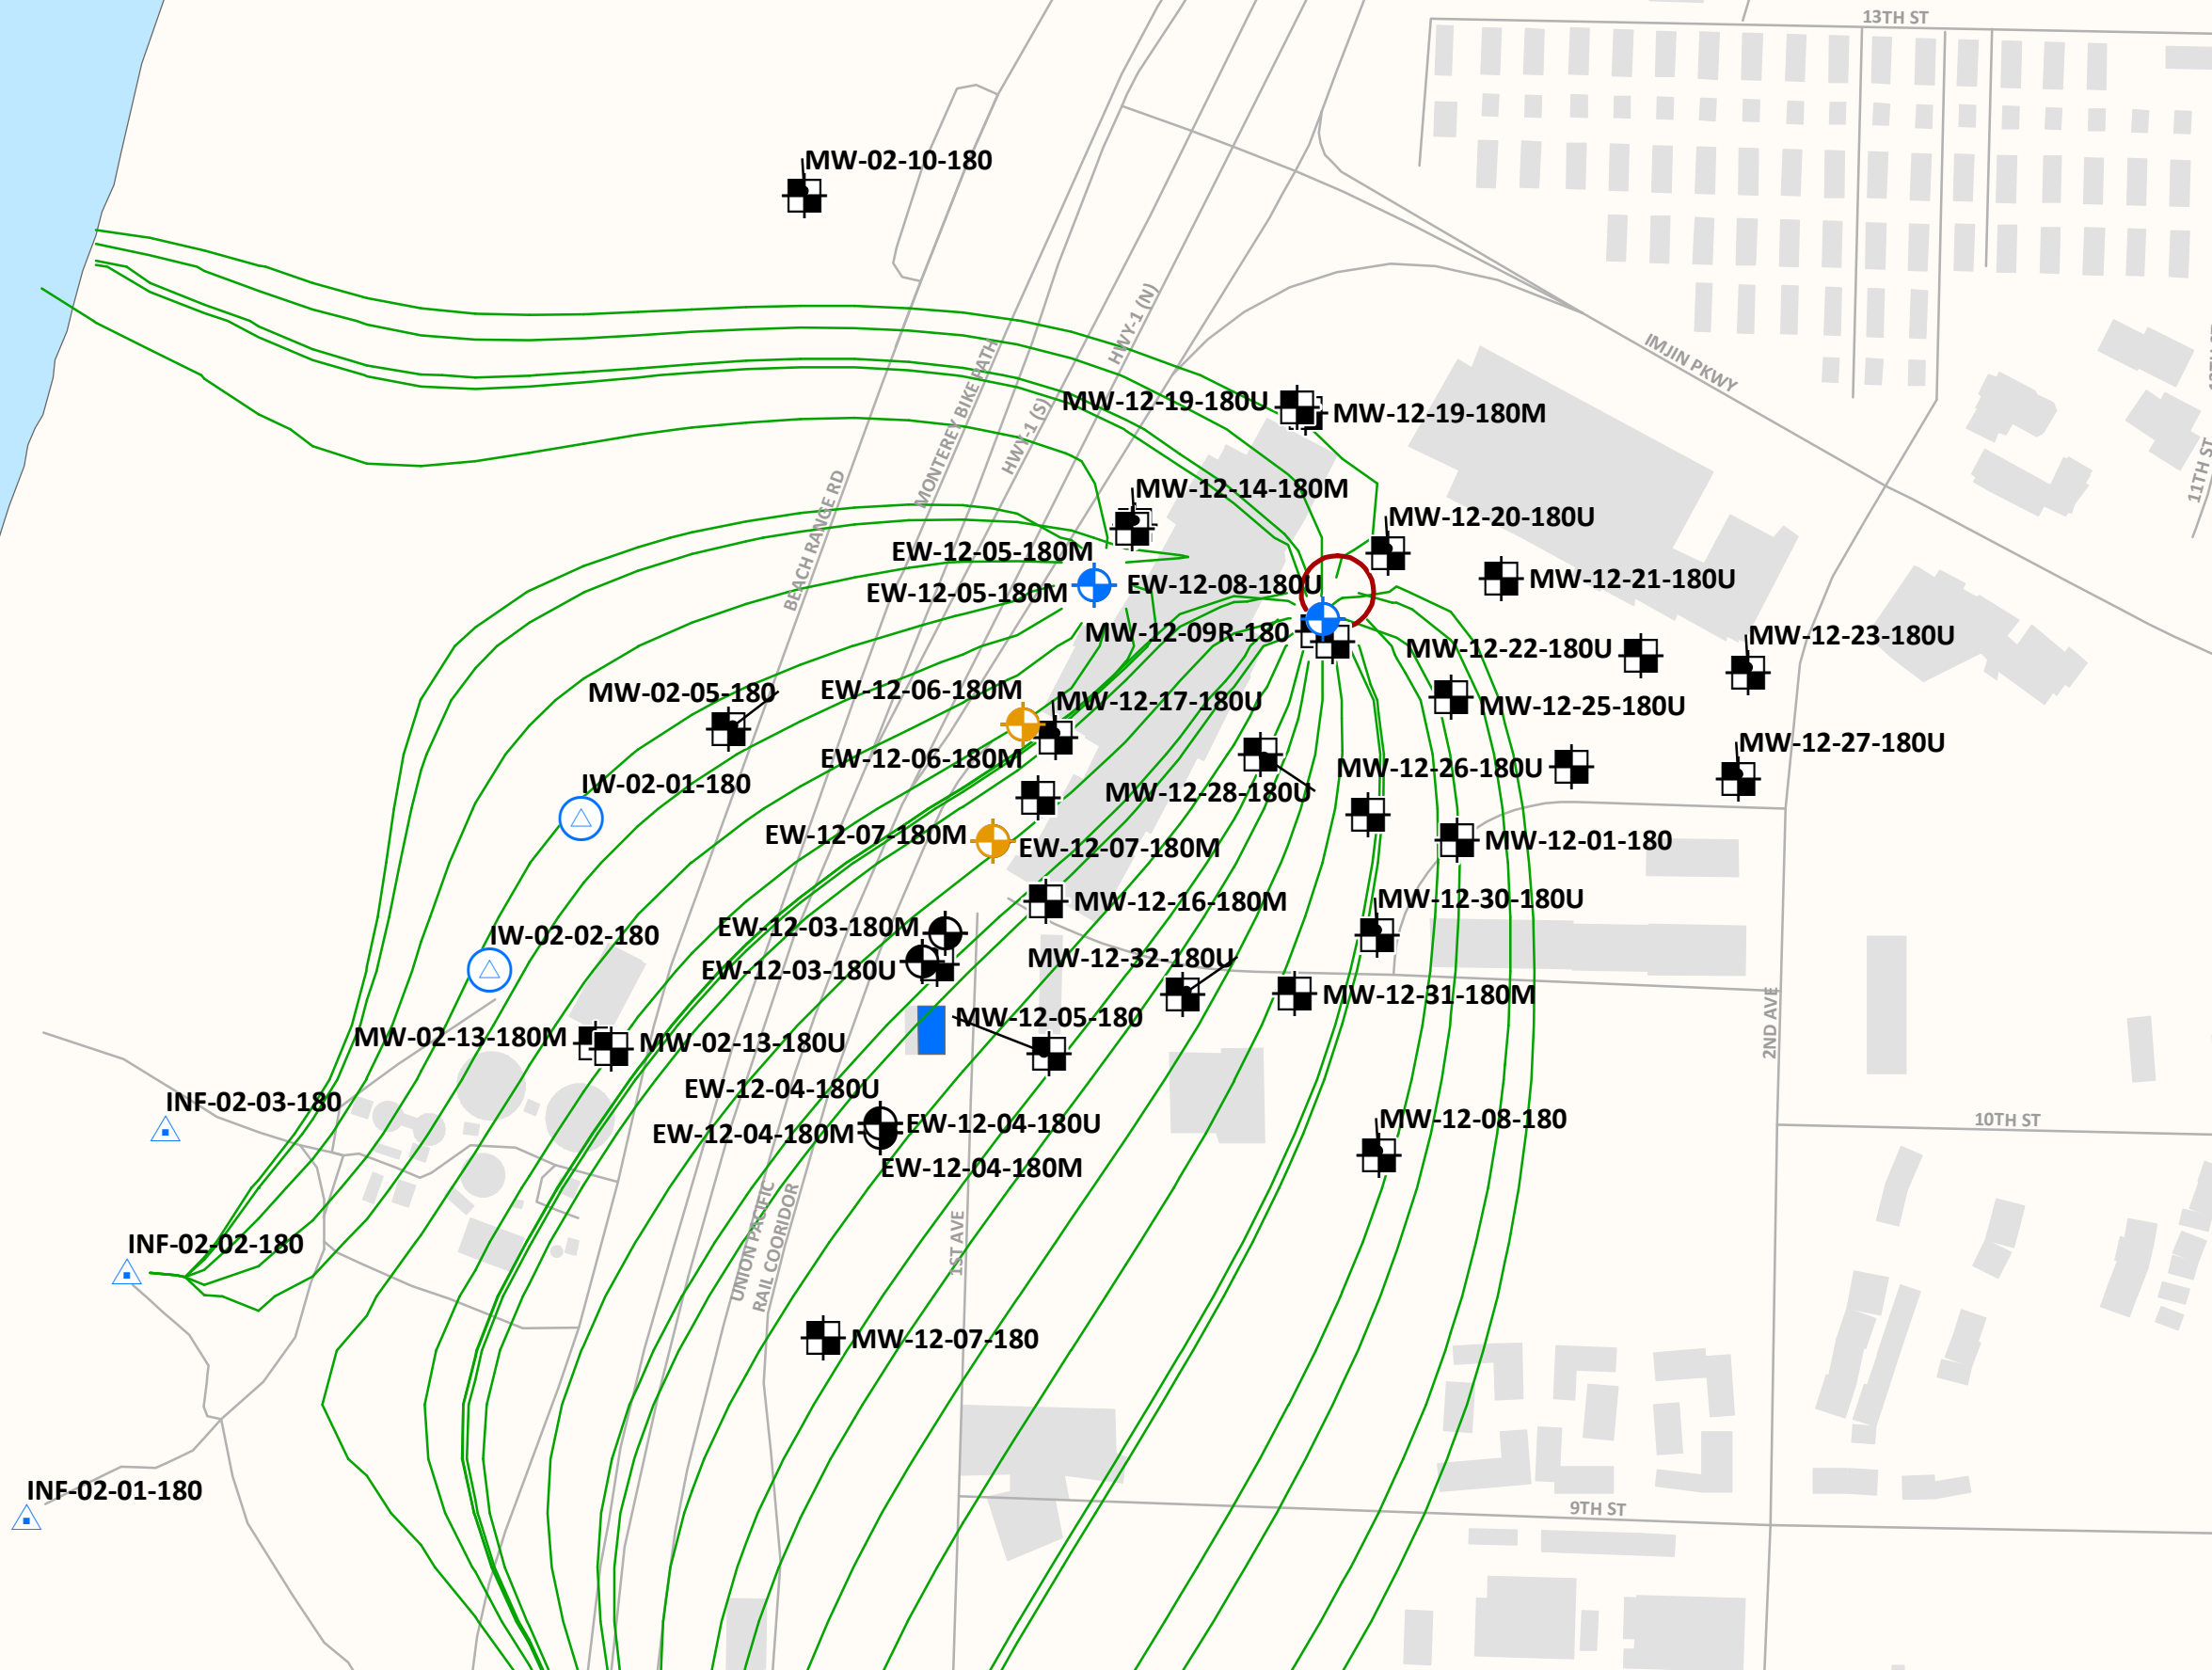 13TH ST
MW-02-10-180
HWY-1 (N)
IMJIN PKWY
MONTEREY BIKE PATH
HWY-1 (S)
MW-12-19-180U
MW-12-19-180M
11TH ST
BEACH RANGE RD
MW-12-14-180M
MW-12-20-180U
EW-12-05-180M
EW-12-08-180U
MW-12-21-180U
EW-12-05-180M
MW-12-09R-180
MW-12-22-180U
MW-12-23-180U
MW-02-05-180
EW-12-06-180M
MW-12-17-180U
MW-12-25-180U
EW-12-06-180M
MW-12-26-180U
MW-12-27-180U
IW-02-01-180
MW-12-28-180U
EW-12-07-180M
EW-12-07-180M
MW-12-01-180
MW-12-16-180M
MW-12-30-180U
EW-12-03-180M
IW-02-02-180
EW-12-03-180U
MW-12-32-180U
MW-12-31-180M
2ND AVE
MW-12-05-180
MW-02-13-180M
MW-02-13-180U
EW-12-04-180U
INF-02-03-180
EW-12-04-180U
EW-12-04-180M
MW-12-08-180
10TH ST
EW-12-04-180M
UNION PACIFIC
RAIL COORIDOR
1ST AVE
INF-02-02-180
MW-12-07-180
INF-02-01-180
9TH ST